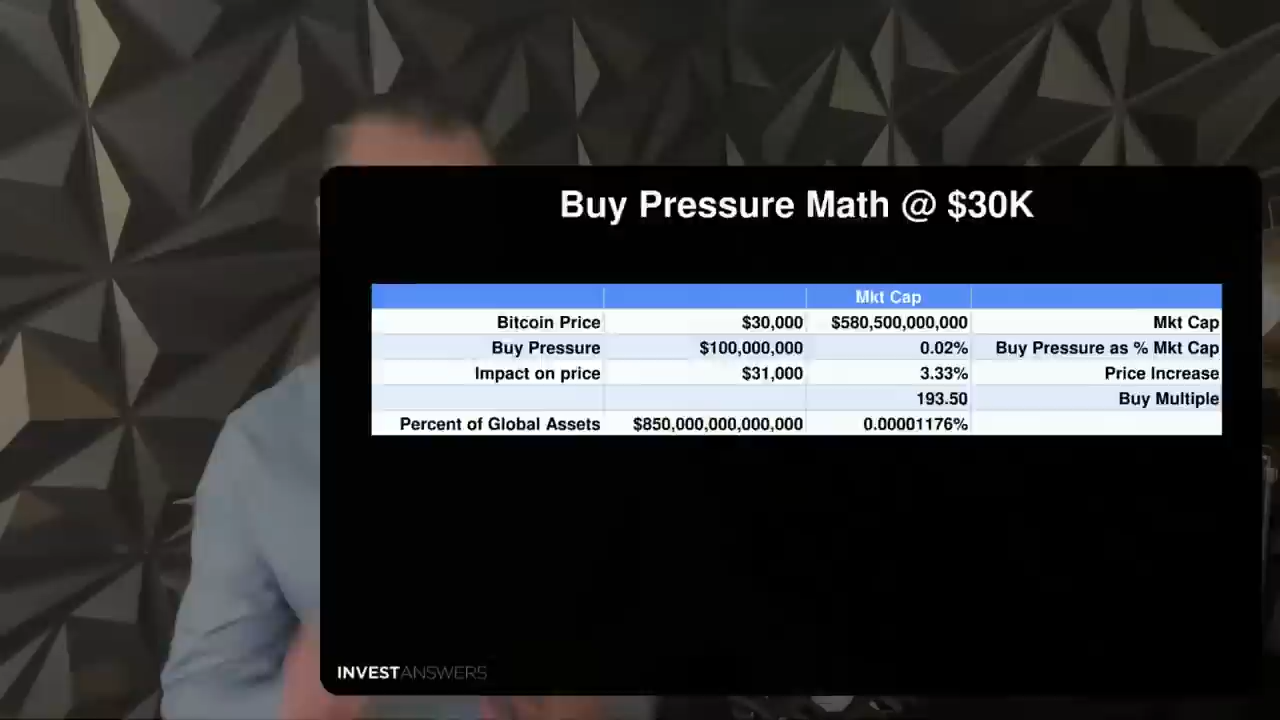 Buy Pressure Math @ $30K
Mkt Cap
Bitcoin Price $30,000 $580,500,000,000 Mkt Cap
Buy Pressure $100,000,000 0.02% Buy Pressure as % Mkt Cap
Impact on price $31,000 3.33% Price Increase
193.50 Buy Multiple
Percent of Global Assets $850,000,000,000,000 0.00001176%
INVESTANSWERS